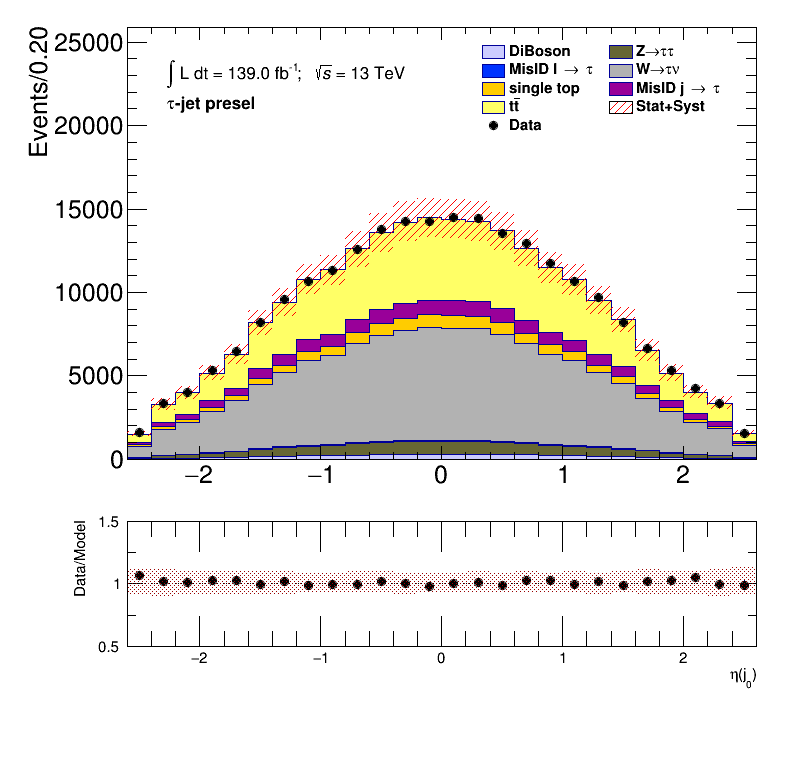 25000
20000
15000
10000
5000
0
Events/0.20
∫ L dt = 139.0 fb⁻¹; √s = 13 TeV
τ-jet presel
DiBoson Z→ττ
MisID l → τ W→τν
single top MisID j → τ
tt̄ Stat+Syst
Data
−2 −1 0 1 2
1.5
1
0.5
Data/Model
−2 −1 0 1 2
η(j₀)